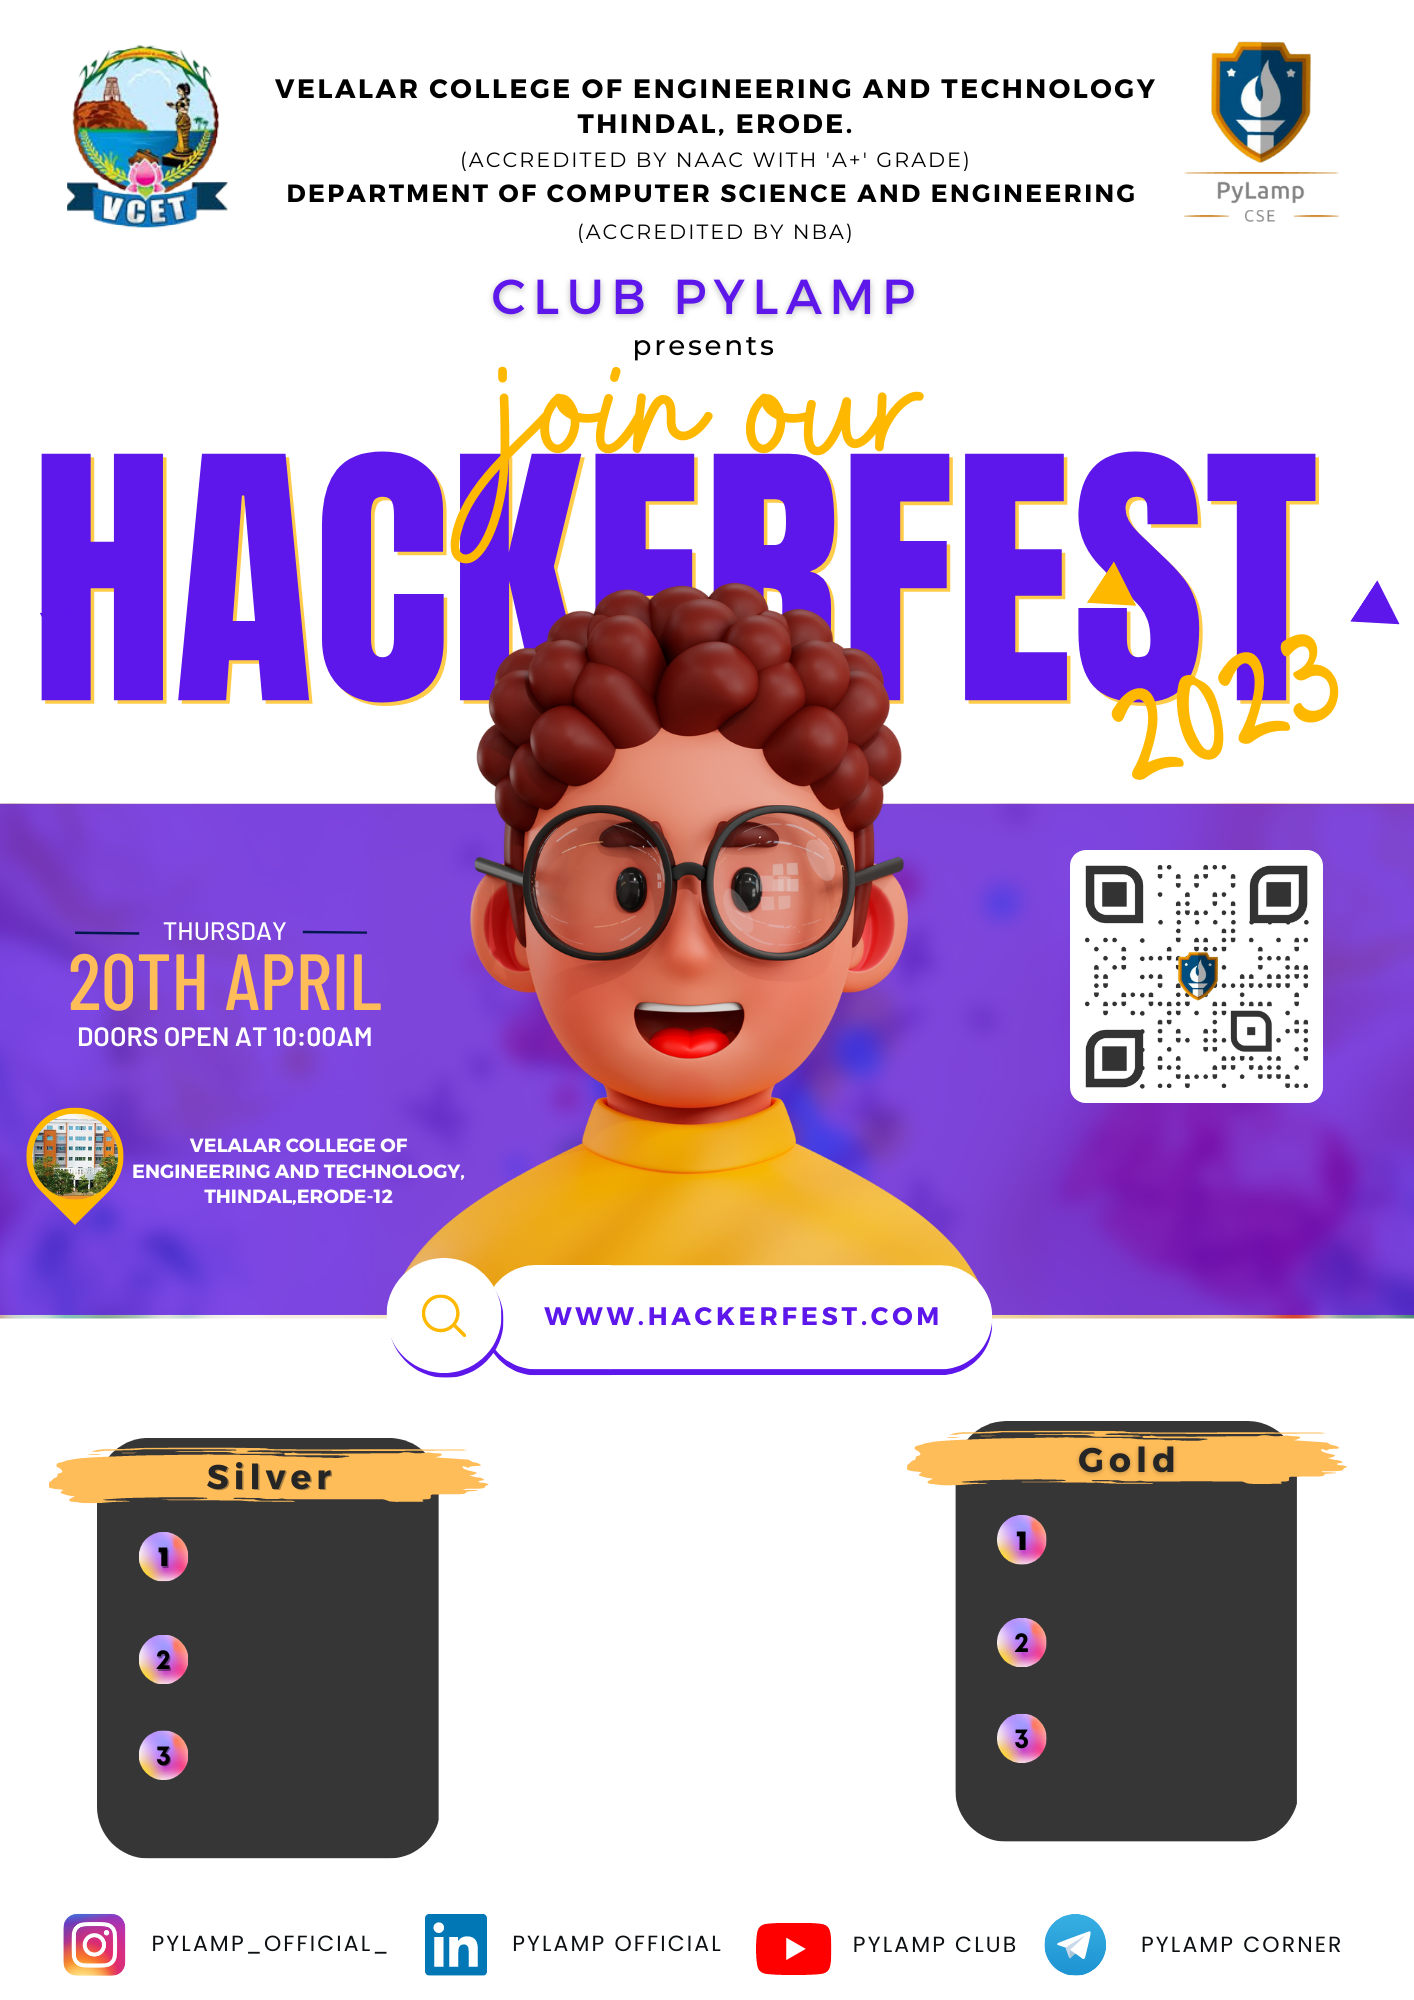 VELALAR COLLEGE OF ENGINEERING AND TECHNOLOGY
THINDAL, ERODE.
(ACCREDITED BY NAAC WITH 'A+' GRADE)
DEPARTMENT OF COMPUTER SCIENCE AND ENGINEERING
(ACCREDITED BY NBA)
VCET
PyLamp
CSE
CLUB PYLAMP
presents
join our
HACKERFEST
2023
THURSDAY
20TH APRIL
DOORS OPEN AT 10:00AM
VELALAR COLLEGE OF
ENGINEERING AND TECHNOLOGY,
THINDAL,ERODE-12
WWW.HACKERFEST.COM
Silver
1
2
3
Gold
1
2
3
PYLAMP_OFFICIAL_
in
PYLAMP OFFICIAL
PYLAMP CLUB
PYLAMP CORNER